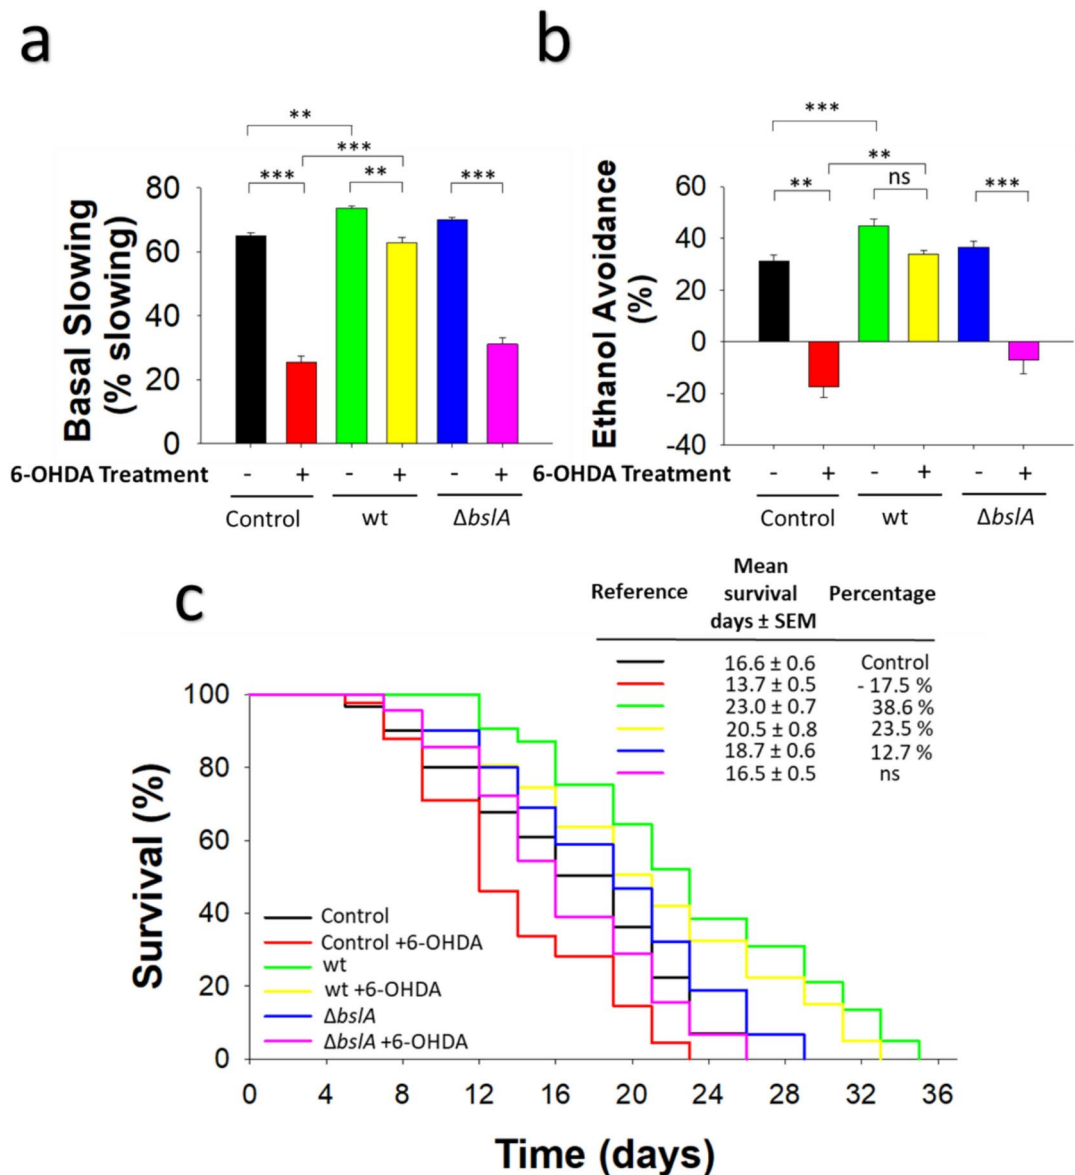 a
b
**
***
***
**
***
***
**
**
ns
***
Basal Slowing
(% slowing)
80
60
40
20
0
Ethanol Avoidance
(%)
60
40
20
0
-20
-40
6-OHDA Treatment - + - + - +
Control wt ΔbslA
6-OHDA Treatment - + - + - +
Control wt ΔbslA
c
Reference Mean survival days ± SEM Percentage
16.6 ± 0.6 Control
13.7 ± 0.5 - 17.5 %
23.0 ± 0.7 38.6 %
20.5 ± 0.8 23.5 %
18.7 ± 0.6 12.7 %
16.5 ± 0.5 ns
Survival (%)
100
80
60
40
20
0
Control
Control +6-OHDA
wt
wt +6-OHDA
ΔbslA
ΔbslA +6-OHDA
0 4 8 12 16 20 24 28 32 36
Time (days)